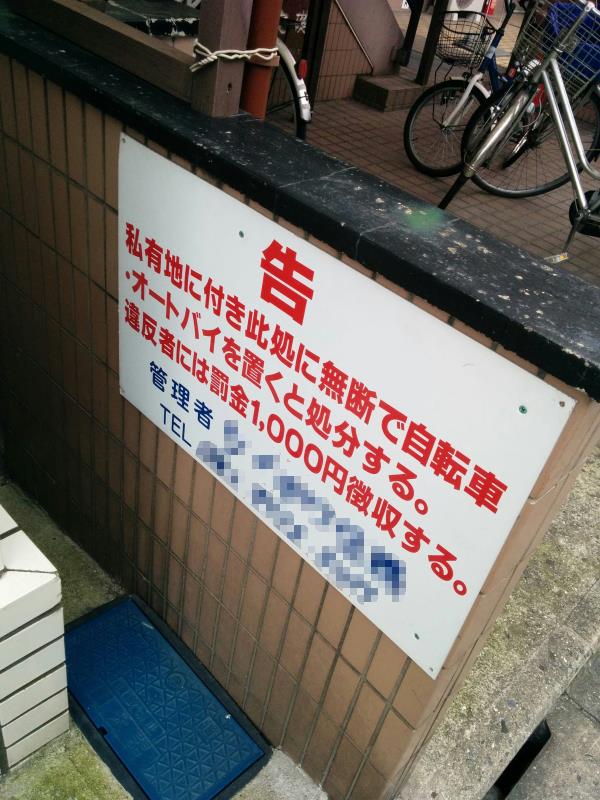 告
私有地に付き此処に無断で自転車
・オートバイを置くと処分する。
違反者には罰金1,000円徴収する。
管理者
TEL